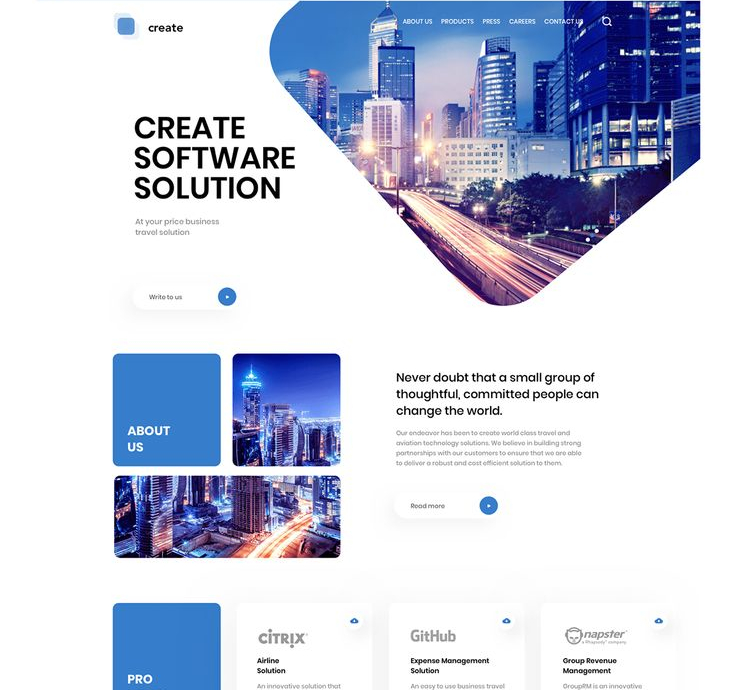 create
ABOUT US
PRODUCTS
PRESS
CAREERS
CONTACT US
CREATE
SOFTWARE
SOLUTION
At your price business
travel solution
Write to us
ABOUT
US
Never doubt that a small group of
thoughtful, committed people can
change the world.
Our endeavor has been to create world class travel and
aviation technology solutions. We believe in building strong
partnerships with our customers to ensure that we are able
to deliver a robust and cost efficient solution to them.
Read more
PRO
CİTRIX
Airline
Solution
An innovative solution that
GitHub
Expense Management
Solution
An easy to use business travel
napster
a Rhapsody company
Group Revenue
Management
GroupRM is an innovative